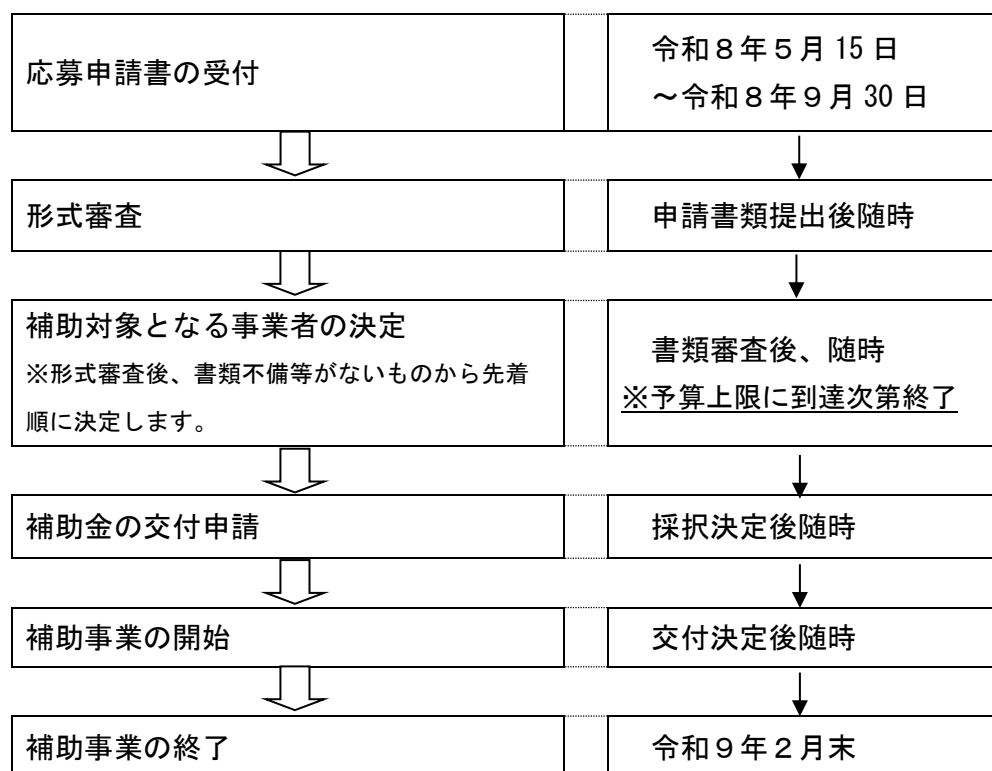 応募申請書の受付
令和８年５月 15 日
～令和８年９月 30 日
形式審査
申請書類提出後随時
補助対象となる事業者の決定
※形式審査後、書類不備等がないものから先着
順に決定します。
書類審査後、随時
※予算上限に到達次第終了
補助金の交付申請
採択決定後随時
補助事業の開始
交付決定後随時
補助事業の終了
令和９年２月末